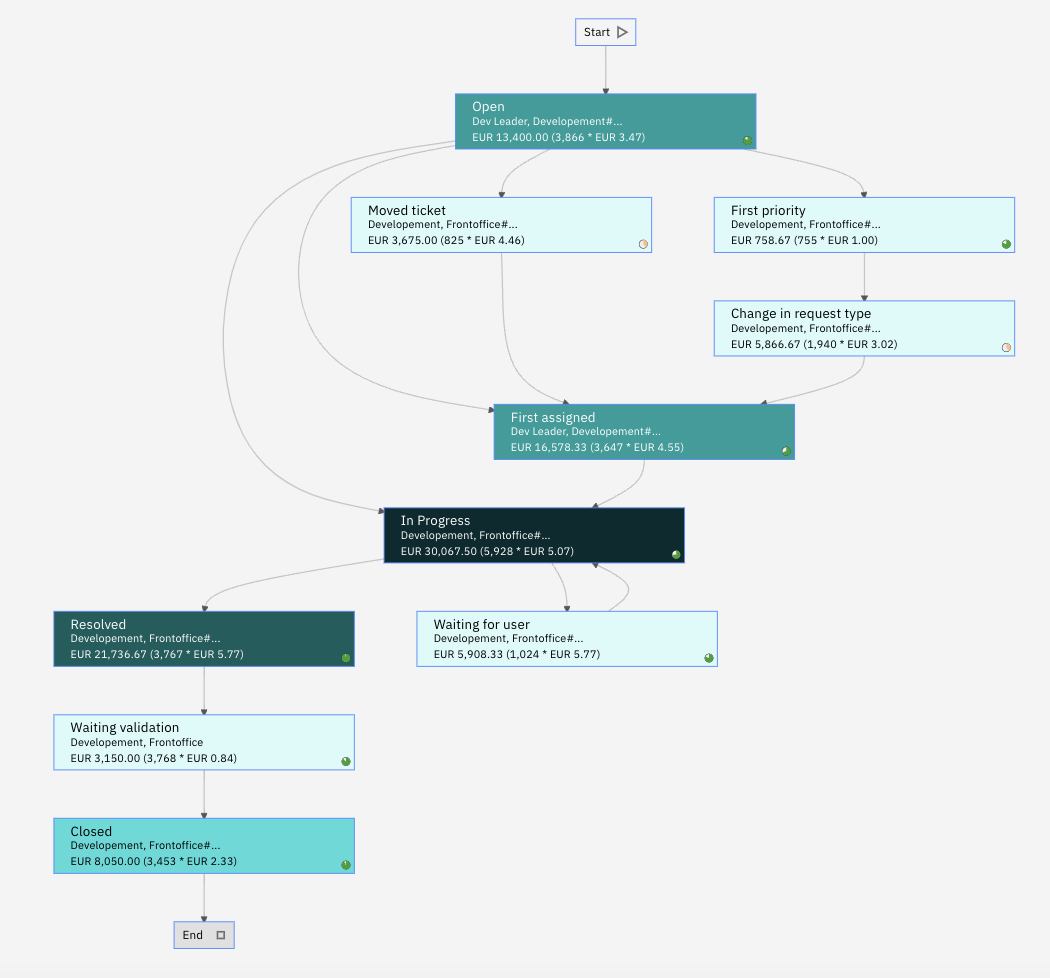 Start
Open
Dev Leader, Developement#...
EUR 13,400.00 (3,866 * EUR 3.47)
Moved ticket
Developement, Frontoffice#...
EUR 3,675.00 (825 * EUR 4.46)
First priority
Developement, Frontoffice#...
EUR 758.67 (755 * EUR 1.00)
Change in request type
Developement, Frontoffice#...
EUR 5,866.67 (1,940 * EUR 3.02)
First assigned
Dev Leader, Developement#...
EUR 16,578.33 (3,647 * EUR 4.55)
In Progress
Developement, Frontoffice#...
EUR 30,067.50 (5,928 * EUR 5.07)
Resolved
Developement, Frontoffice#...
EUR 21,736.67 (3,767 * EUR 5.77)
Waiting for user
Developement, Frontoffice#...
EUR 5,908.33 (1,024 * EUR 5.77)
Waiting validation
Developement, Frontoffice
EUR 3,150.00 (3,768 * EUR 0.84)
Closed
Developement, Frontoffice#...
EUR 8,050.00 (3,453 * EUR 2.33)
End